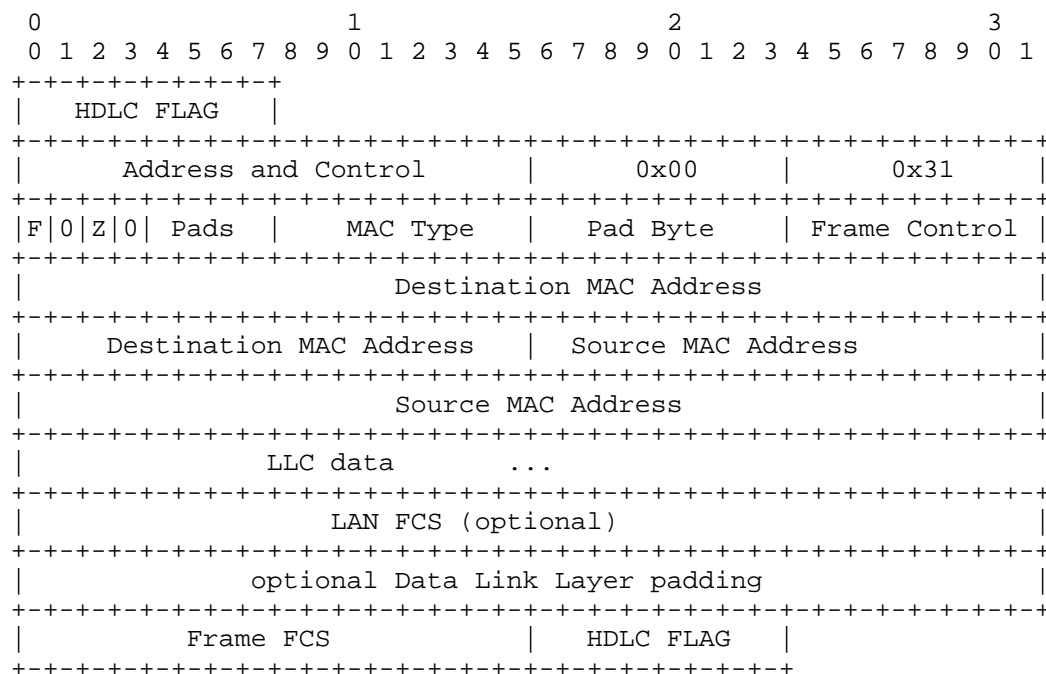 0                   1                   2                   3
 0 1 2 3 4 5 6 7 8 9 0 1 2 3 4 5 6 7 8 9 0 1 2 3 4 5 6 7 8 9 0 1
+-+-+-+-+-+-+-+-+
|   HDLC FLAG   |
+-+-+-+-+-+-+-+-+-+-+-+-+-+-+-+-+-+-+-+-+-+-+-+-+-+-+-+-+-+-+-+-+
|      Address and Control      |      0x00     |      0x31     |
+-+-+-+-+-+-+-+-+-+-+-+-+-+-+-+-+-+-+-+-+-+-+-+-+-+-+-+-+-+-+-+-+
|F|0|Z|0| Pads  |    MAC Type   |   Pad Byte    | Frame Control |
+-+-+-+-+-+-+-+-+-+-+-+-+-+-+-+-+-+-+-+-+-+-+-+-+-+-+-+-+-+-+-+-+
|                       Destination MAC Address                 |
+-+-+-+-+-+-+-+-+-+-+-+-+-+-+-+-+-+-+-+-+-+-+-+-+-+-+-+-+-+-+-+-+
|     Destination MAC Address   |  Source MAC Address           |
+-+-+-+-+-+-+-+-+-+-+-+-+-+-+-+-+-+-+-+-+-+-+-+-+-+-+-+-+-+-+-+-+
|                       Source MAC Address                      |
+-+-+-+-+-+-+-+-+-+-+-+-+-+-+-+-+-+-+-+-+-+-+-+-+-+-+-+-+-+-+-+-+
|               LLC data       ...
+-+-+-+-+-+-+-+-+-+-+-+-+-+-+-+-+-+-+-+-+-+-+-+-+-+-+-+-+-+-+-+-+
|                   LAN FCS (optional)                          |
+-+-+-+-+-+-+-+-+-+-+-+-+-+-+-+-+-+-+-+-+-+-+-+-+-+-+-+-+-+-+-+-+
|              optional Data Link Layer padding                 |
+-+-+-+-+-+-+-+-+-+-+-+-+-+-+-+-+-+-+-+-+-+-+-+-+-+-+-+-+-+-+-+-+
|          Frame FCS            |   HDLC FLAG   |
+-+-+-+-+-+-+-+-+-+-+-+-+-+-+-+-+-+-+-+-+-+-+-+-+